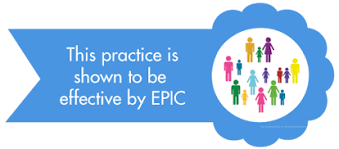 This practice is
shown to be
effective by EPIC